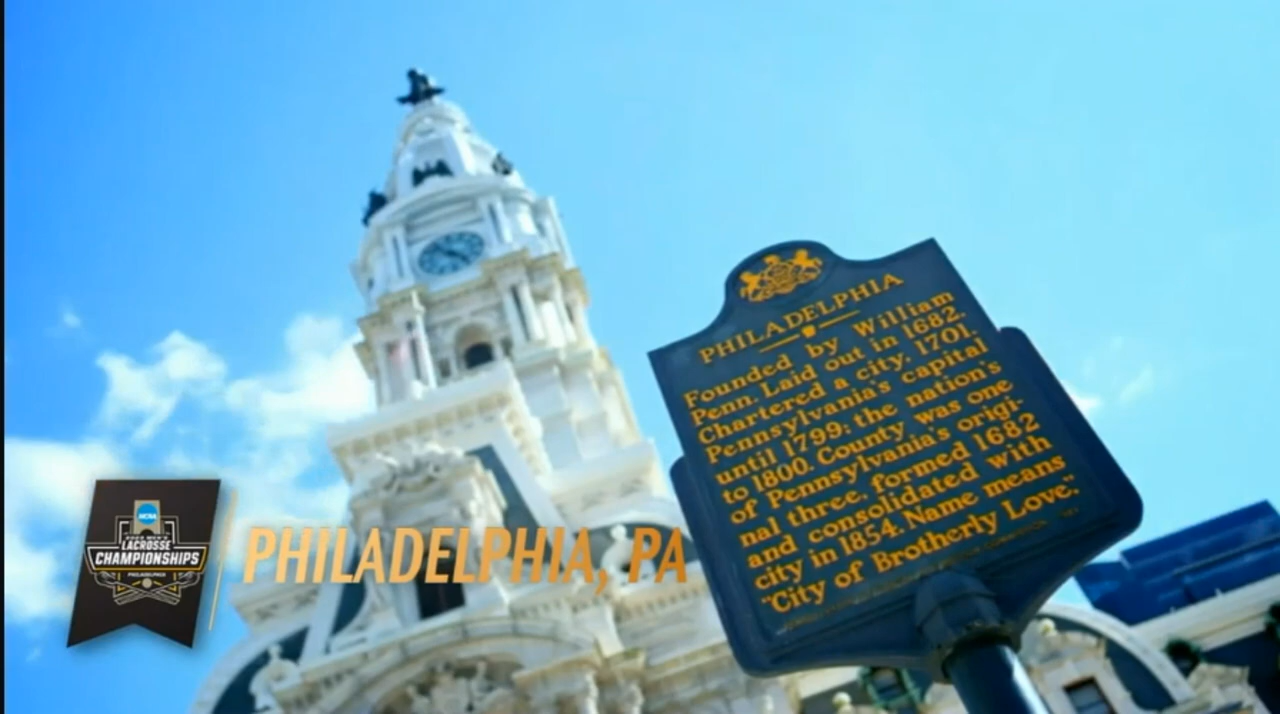 PHILADELPHIA
Founded by William
Penn. Laid out in 1682.
Chartered a city, 1701.
Pennsylvania's capital
until 1799; the nation's
to 1800. County was one
of Pennsylvania's origi-
nal three, formed 1682
and consolidated with
city in 1854. Name means
"City of Brotherly Love."
NCAA
LACROSSE
CHAMPIONSHIPS
PHILADELPHIA
PHILADELPHIA, PA